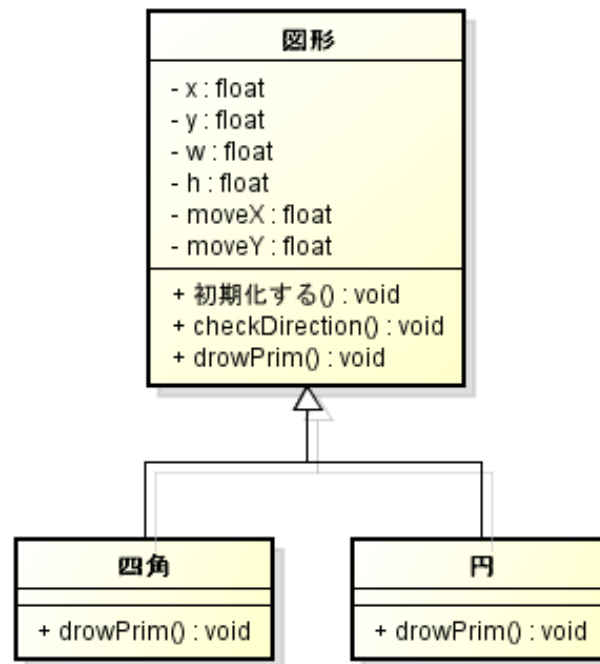 図形
- x : float
- y : float
- w : float
- h : float
- moveX : float
- moveY : float
+ 初期化する() : void
+ checkDirection() : void
+ drowPrim() : void
四角
+ drowPrim() : void
円
+ drowPrim() : void